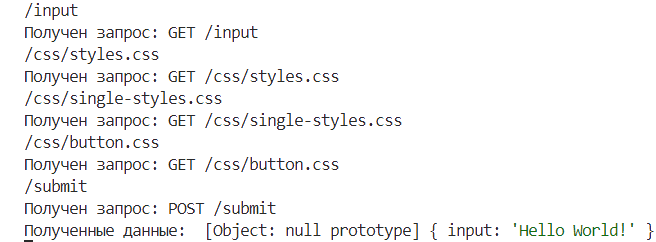 /input
Получен запрос: GET /input
/css/styles.css
Получен запрос: GET /css/styles.css
/css/single-styles.css
Получен запрос: GET /css/single-styles.css
/css/button.css
Получен запрос: GET /css/button.css
/submit
Получен запрос: POST /submit
Полученные данные:  [Object: null prototype] { input: 'Hello World!' }